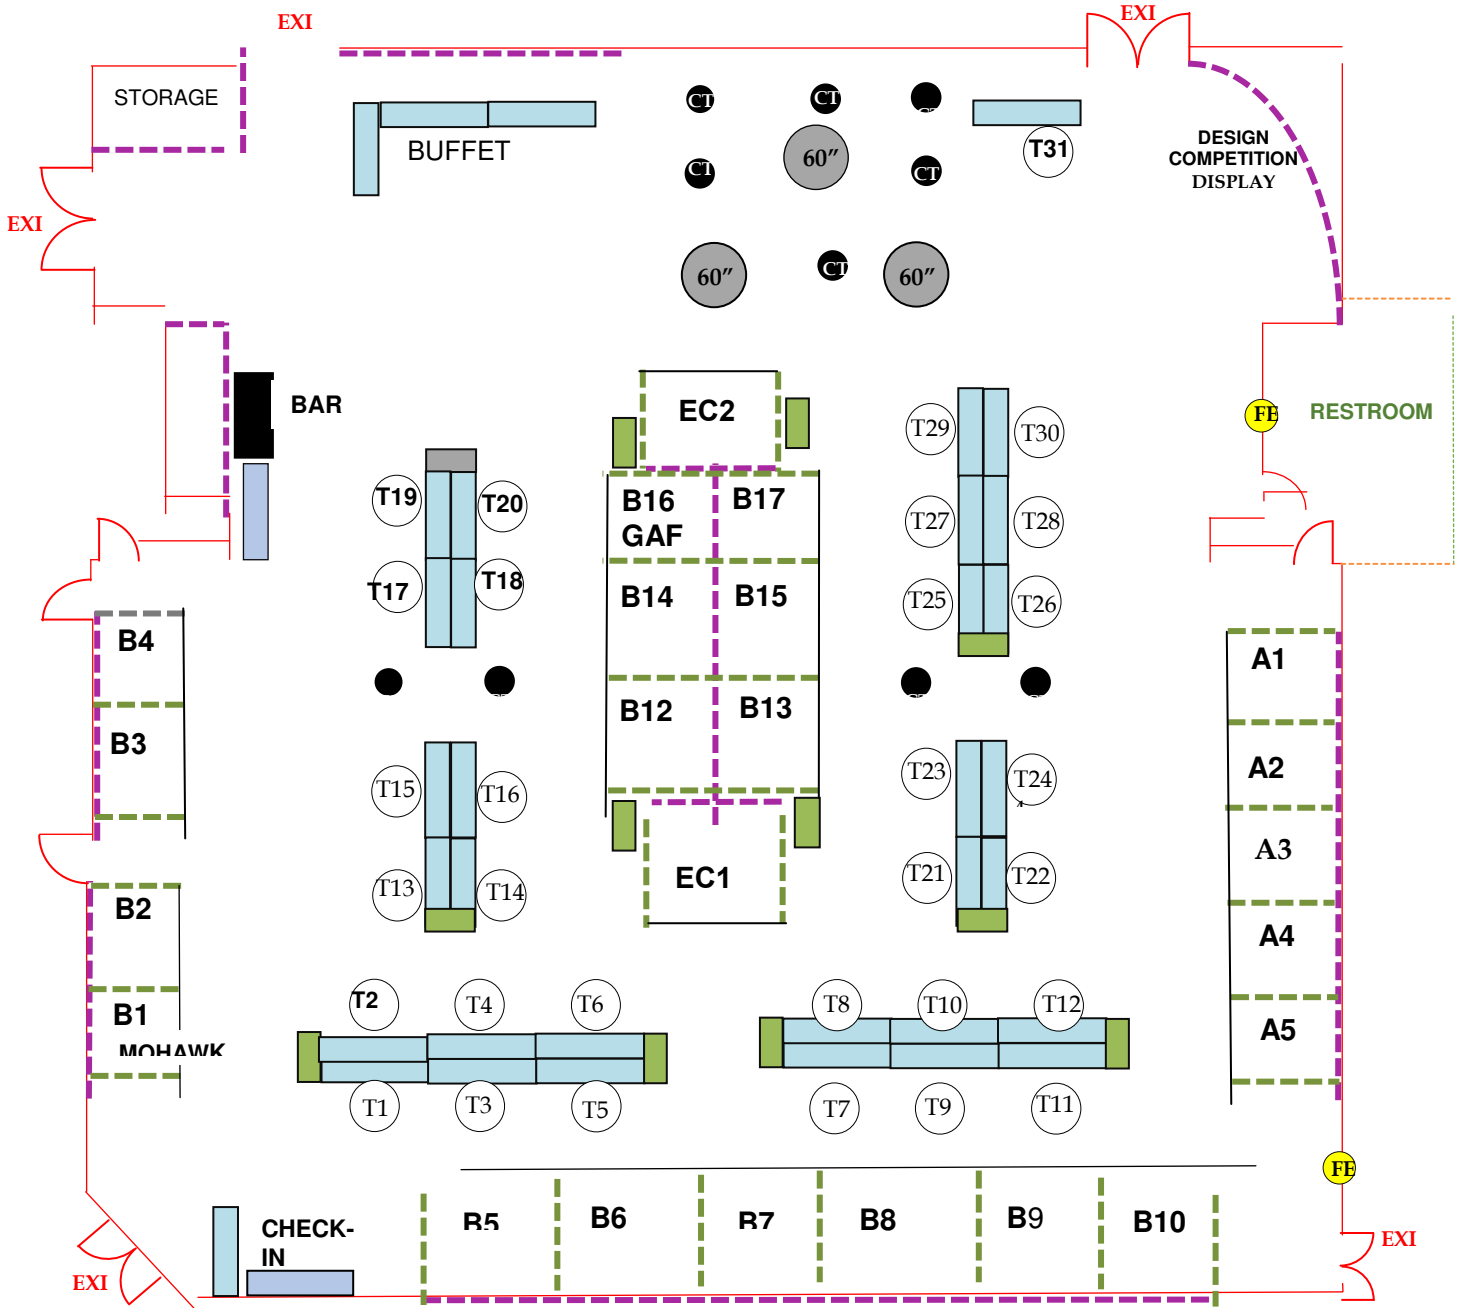 EXI
EXI
STORAGE
CT
CT
CT
BUFFET
60″
T31
DESIGN
COMPETITION
DISPLAY
CT
CT
EXI
60″
CT
60″
BAR
EC2
FE
RESTROOM
T29
T30
T19
T20
B16
GAF
B17
T27
T28
T17
T18
B14
B15
T25
T26
B4
A1
B3
B12
B13
A2
T15
T16
T23
T24
A3
T13
T14
EC1
T21
T22
B2
A4
B1
MOHAWK
T2
T4
T6
T8
T10
T12
A5
T1
T3
T5
T7
T9
T11
FE
CHECK-
IN
B5
B6
B7
B8
B9
B10
EXI
EXI